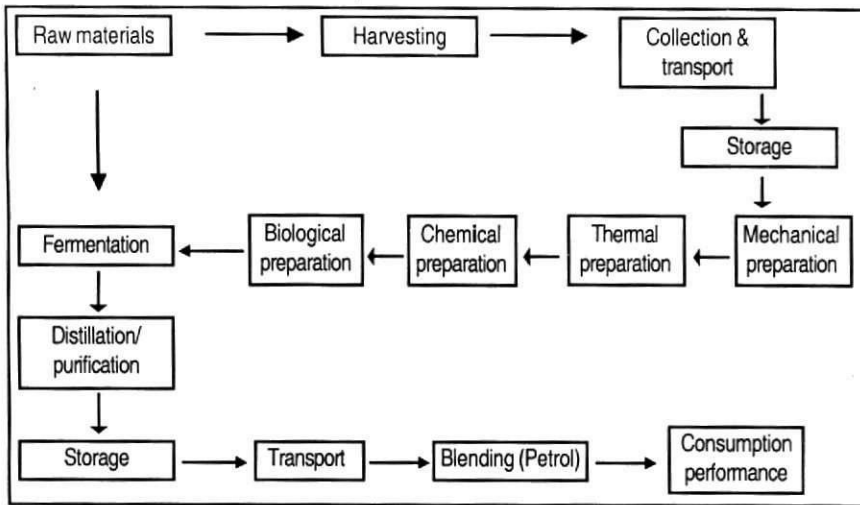 Raw materials
Harvesting
Collection &
transport
Storage
Mechanical
preparation
Thermal
preparation
Chemical
preparation
Biological
preparation
Fermentation
Distillation/
purification
Storage
Transport
Blending (Petrol)
Consumption
performance